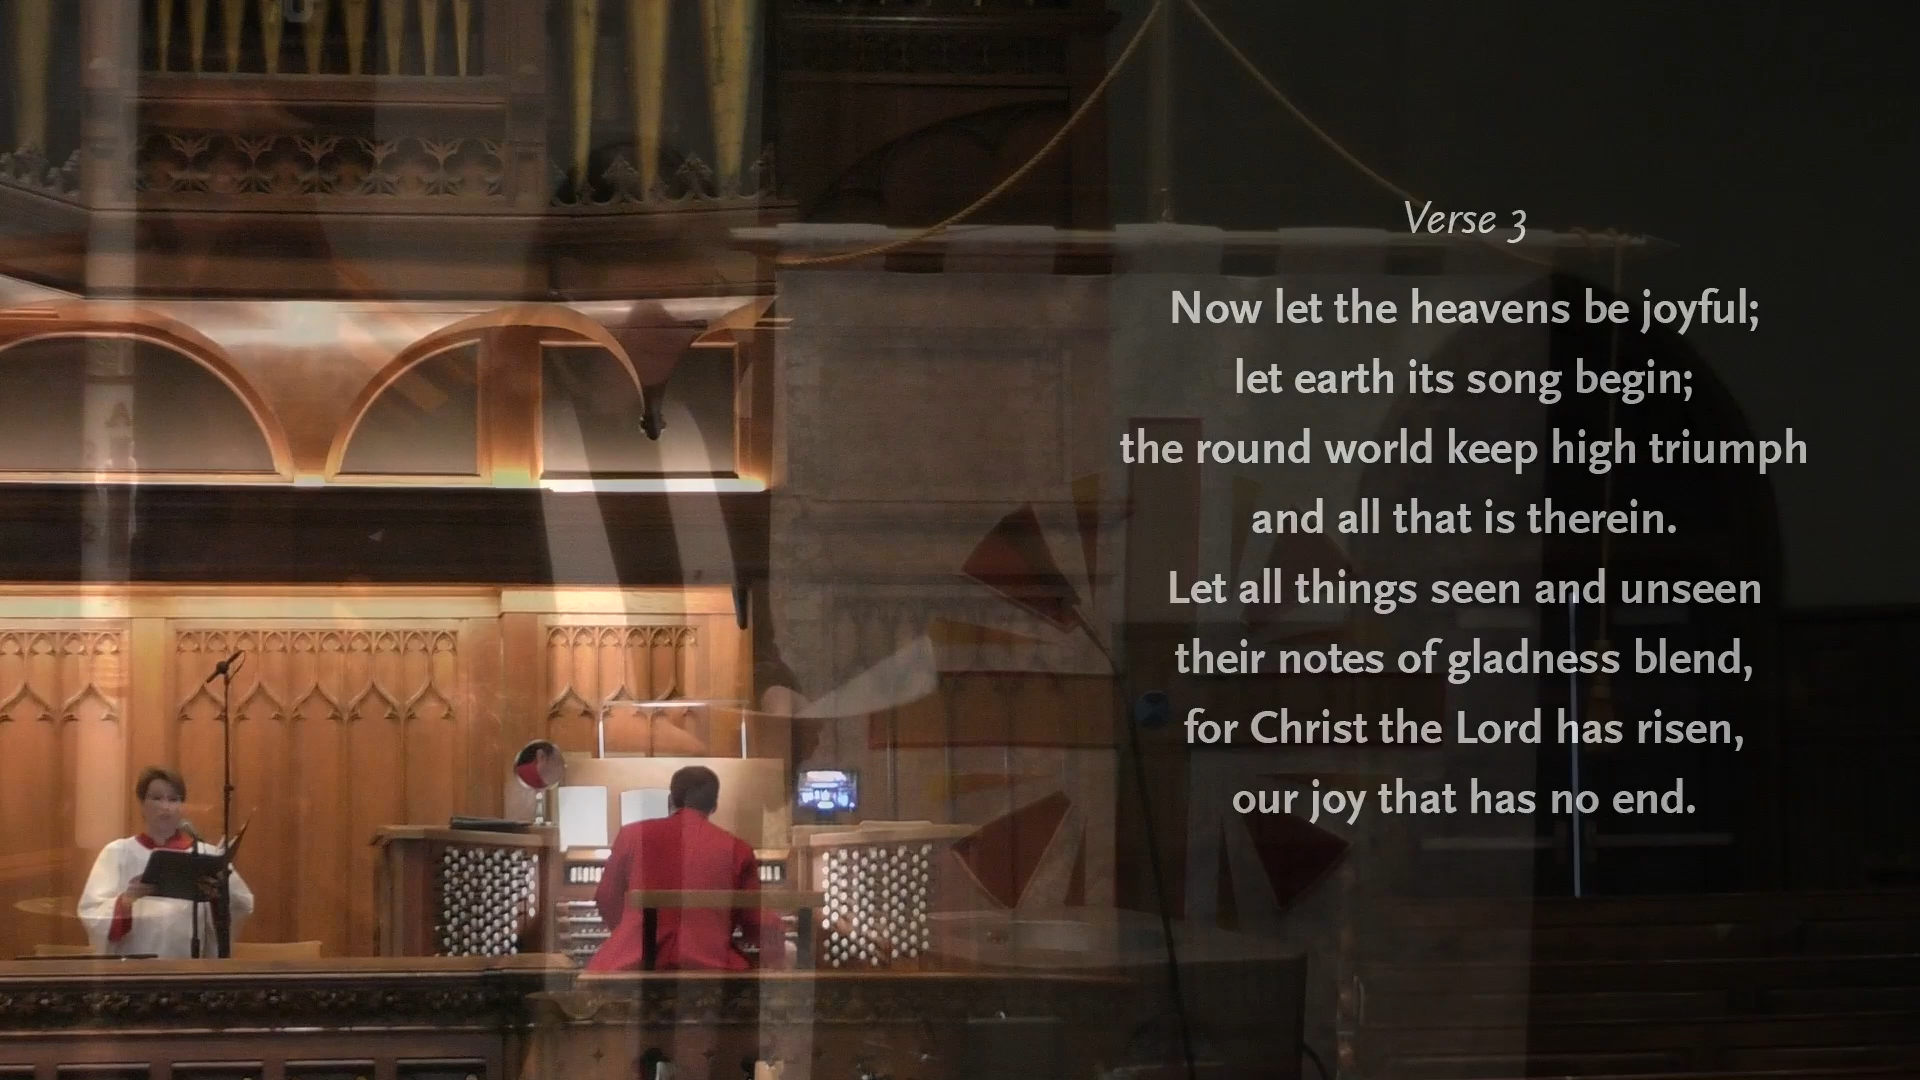 Verse 3
Now let the heavens be joyful;
let earth its song begin;
the round world keep high triumph
and all that is therein.
Let all things seen and unseen
their notes of gladness blend,
for Christ the Lord has risen,
our joy that has no end.